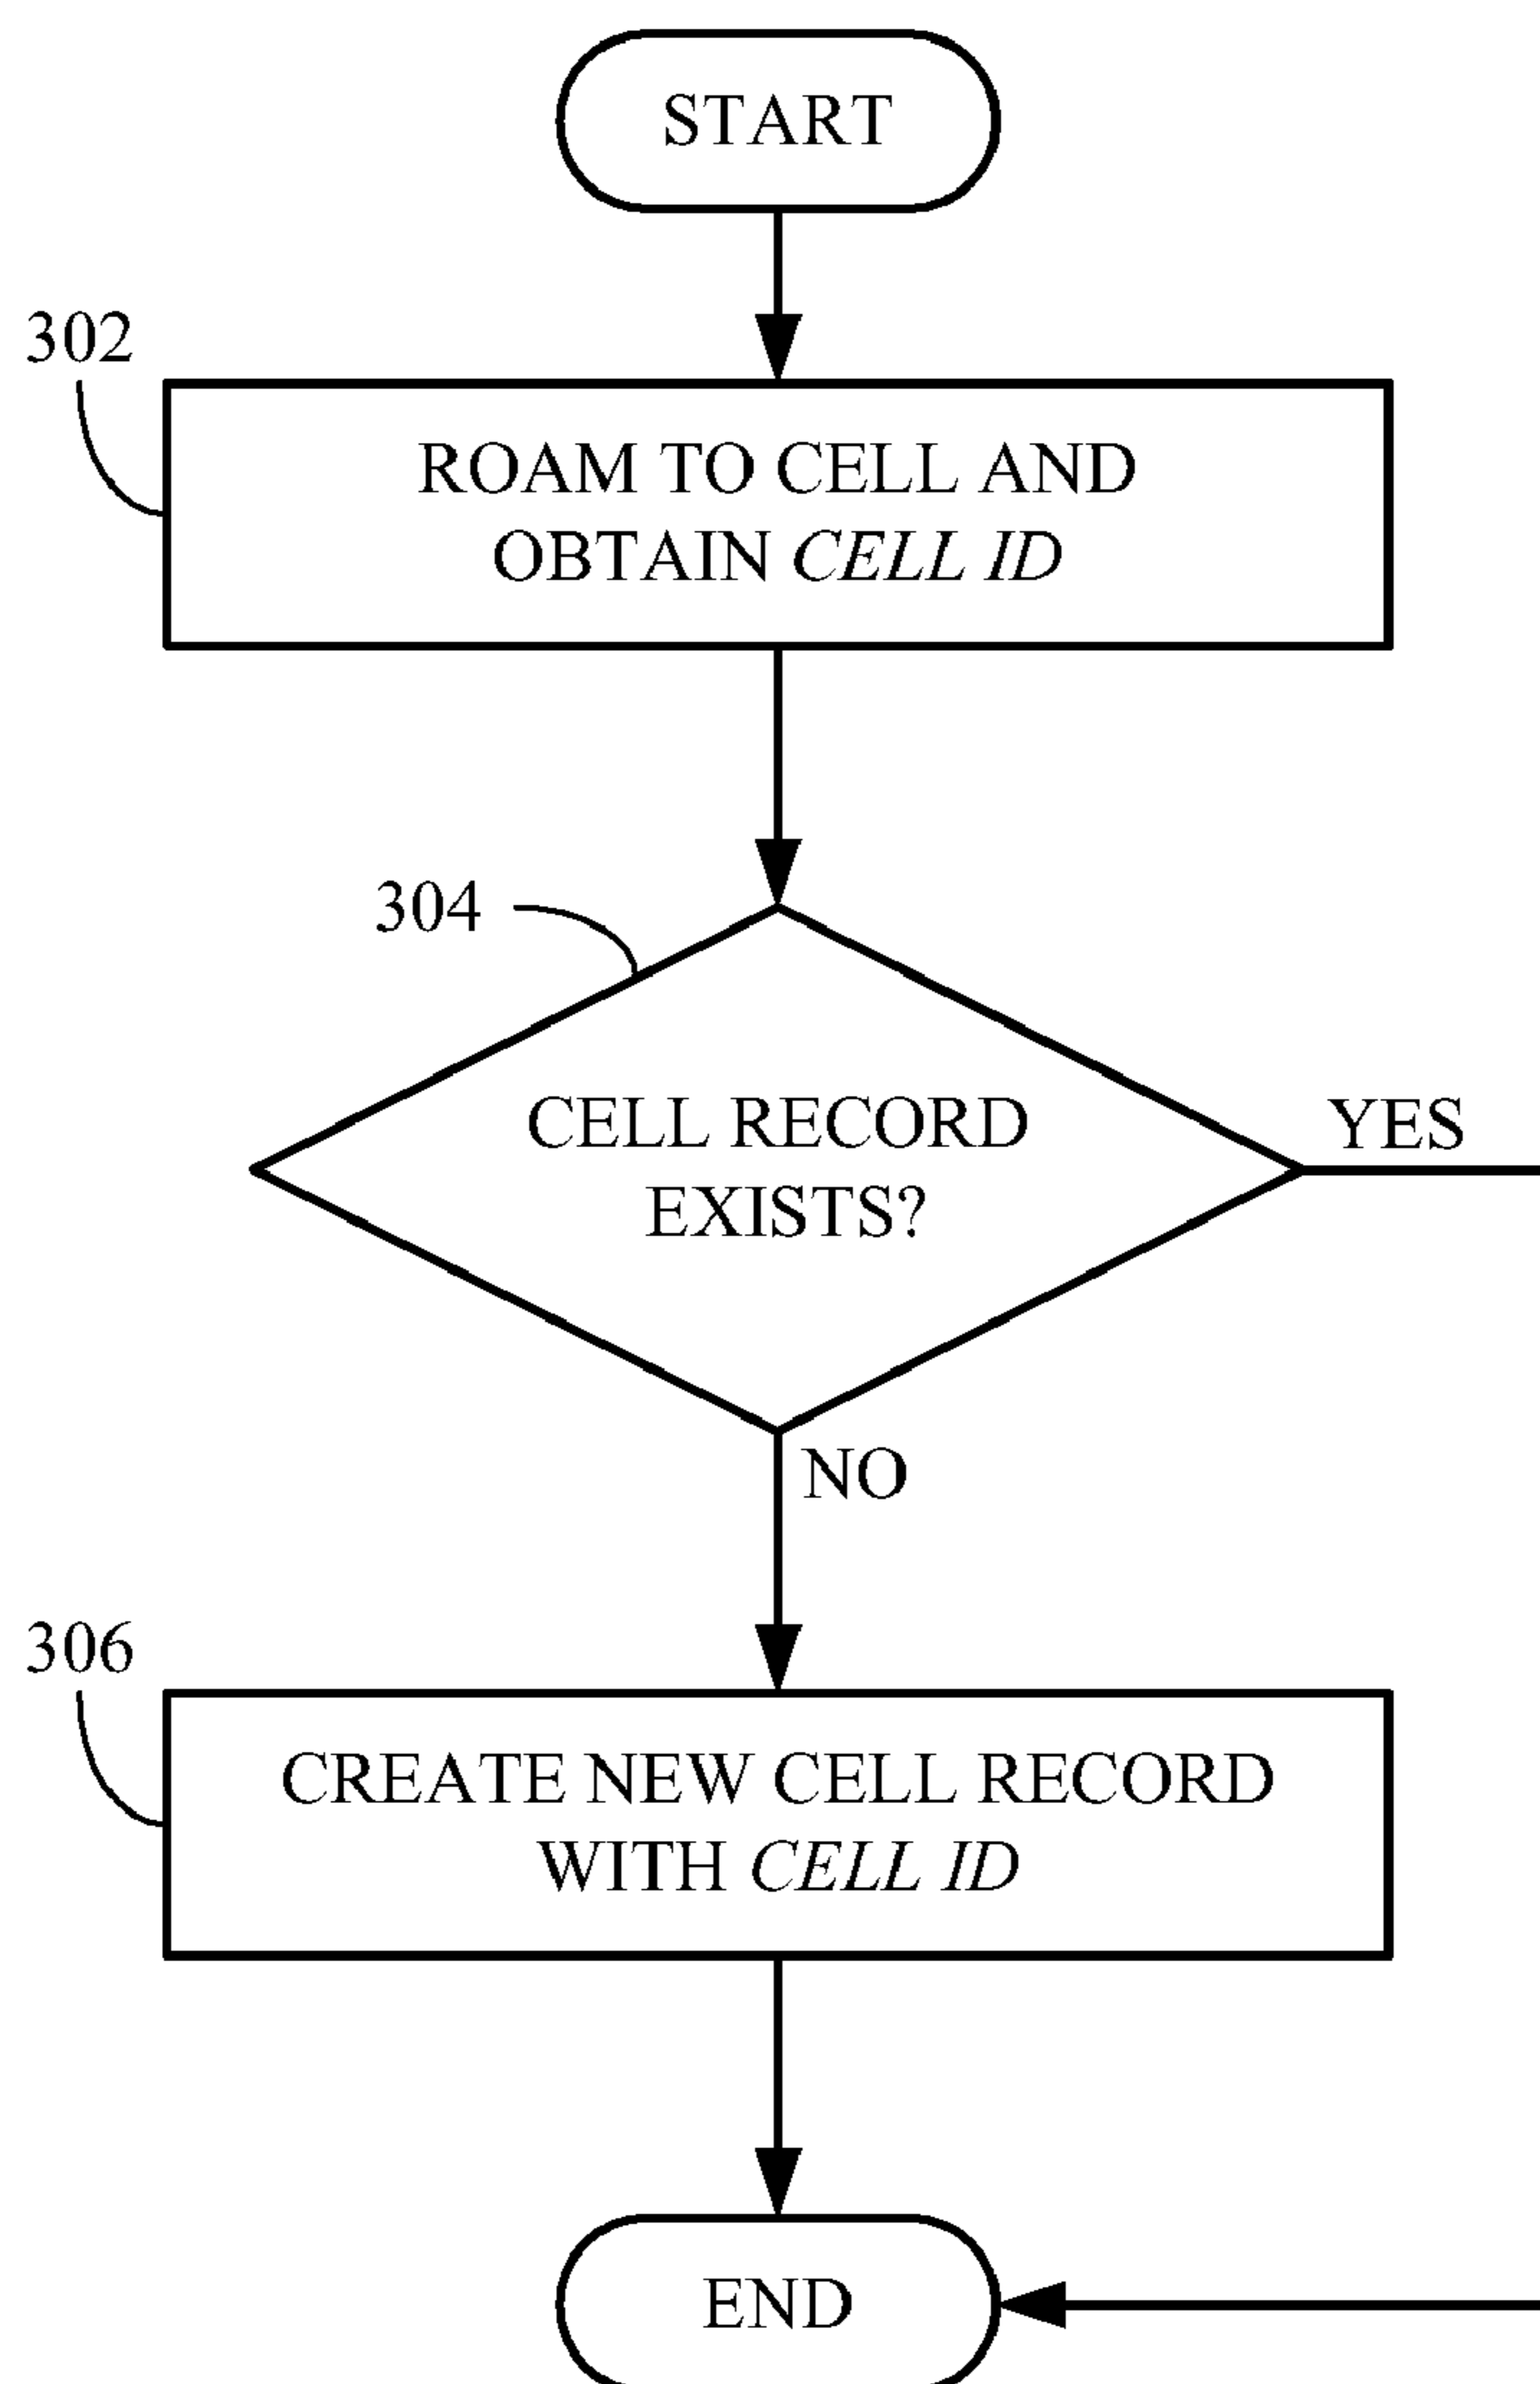 START
302
ROAM TO CELL AND
OBTAIN CELL ID
304
CELL RECORD
EXISTS?
YES
NO
306
CREATE NEW CELL RECORD
WITH CELL ID
END